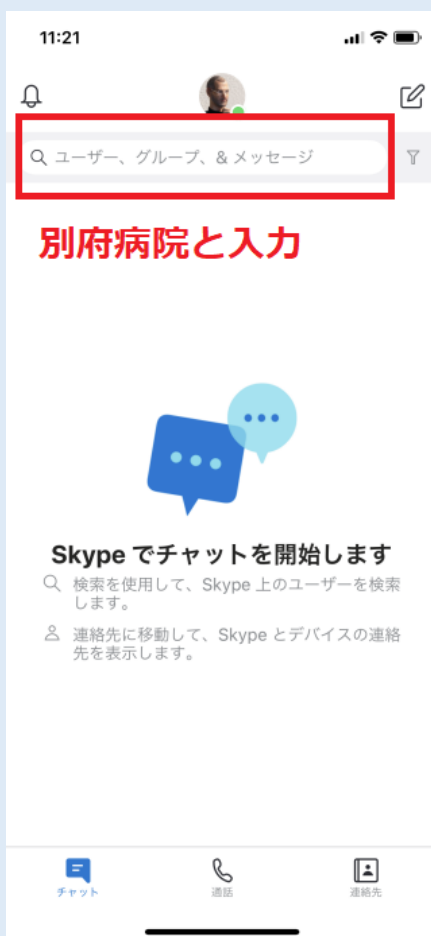 11:21
ユーザー、グループ、& メッセージ
別府病院と入力
Skype でチャットを開始します
検索を使用して、Skype 上のユーザーを検索
します。
連絡先に移動して、Skype とデバイスの連絡
先を表示します。
チャット
通話
連絡先